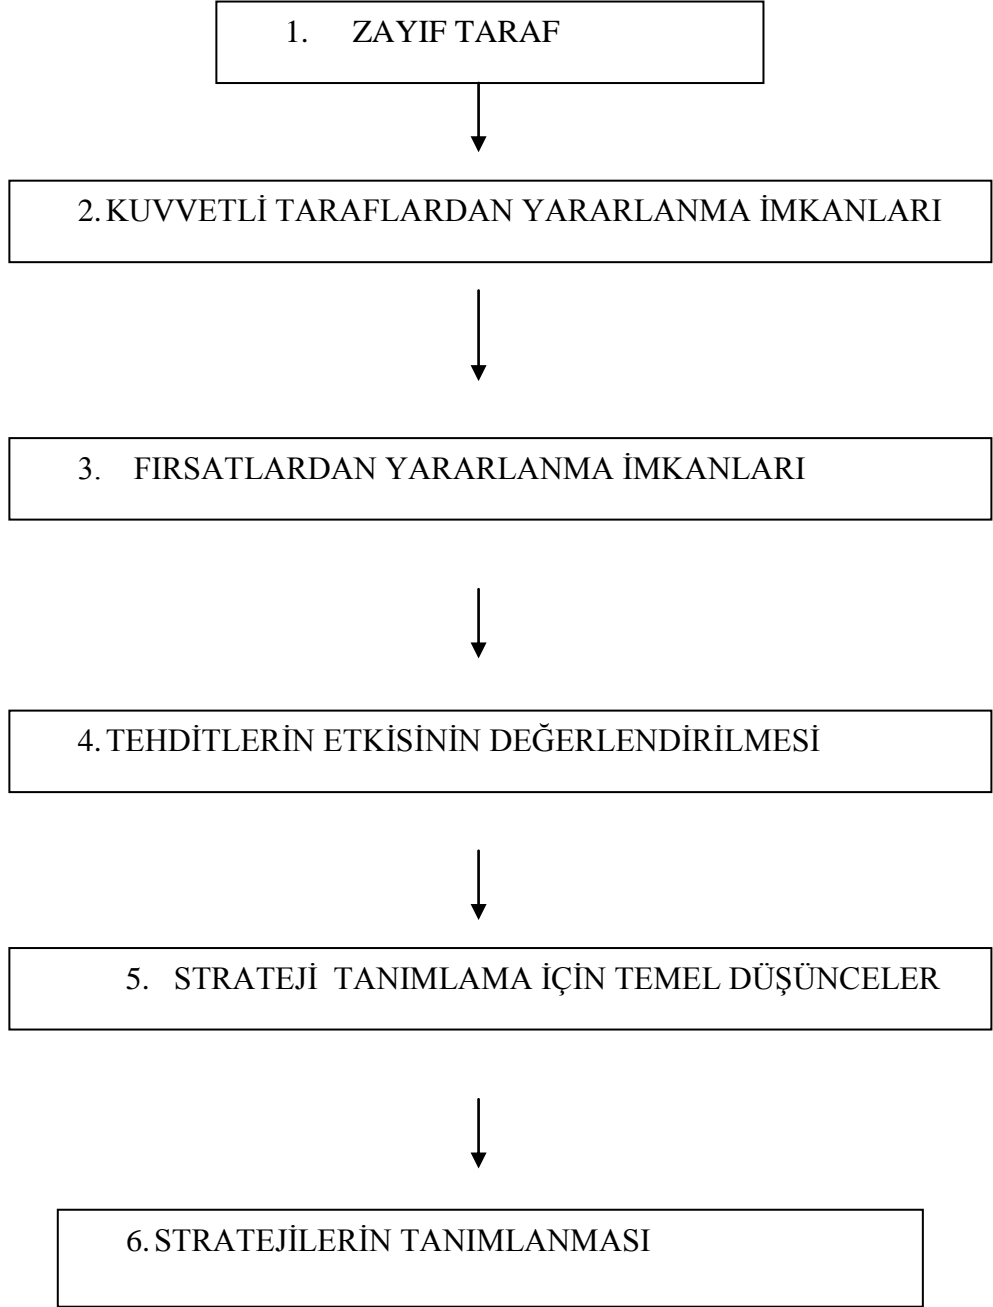 1. ZAYIF TARAF
2. KUVVETLİ TARAFLARDAN YARARLANMA İMKANLARI
3. FIRSATLARDAN YARARLANMA İMKANLARI
4. TEHDİTLERİN ETKİSİNİN DEĞERLENDİRİLMESİ
5. STRATEJİ TANIMLAMA İÇİN TEMEL DÜŞÜNCELER
6. STRATEJİLERİN TANIMLANMASI